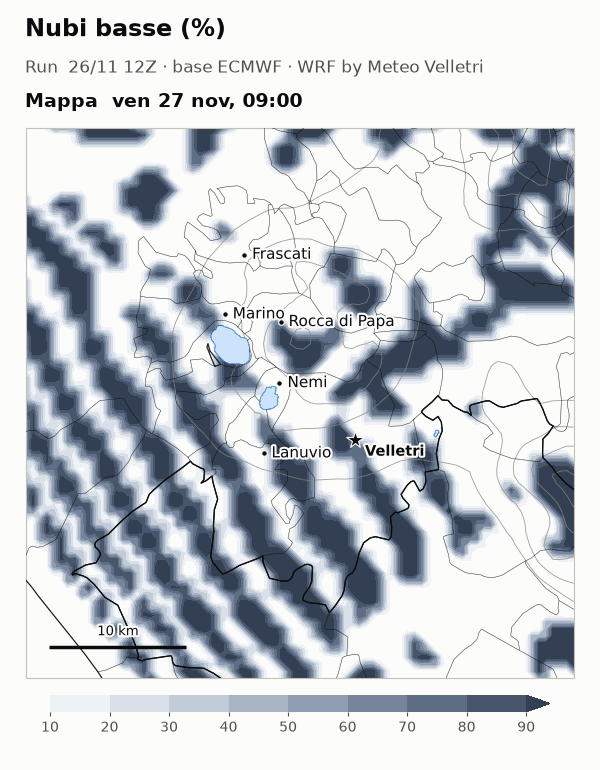 Nubi basse (%)
Run  26/11 12Z · base ECMWF · WRF by Meteo Velletri
Mappa  ven 27 nov, 09:00
Frascati
Marino
Rocca di Papa
Nemi
Velletri
Lanuvio
10 km
10 20 30 40 50 60 70 80 90